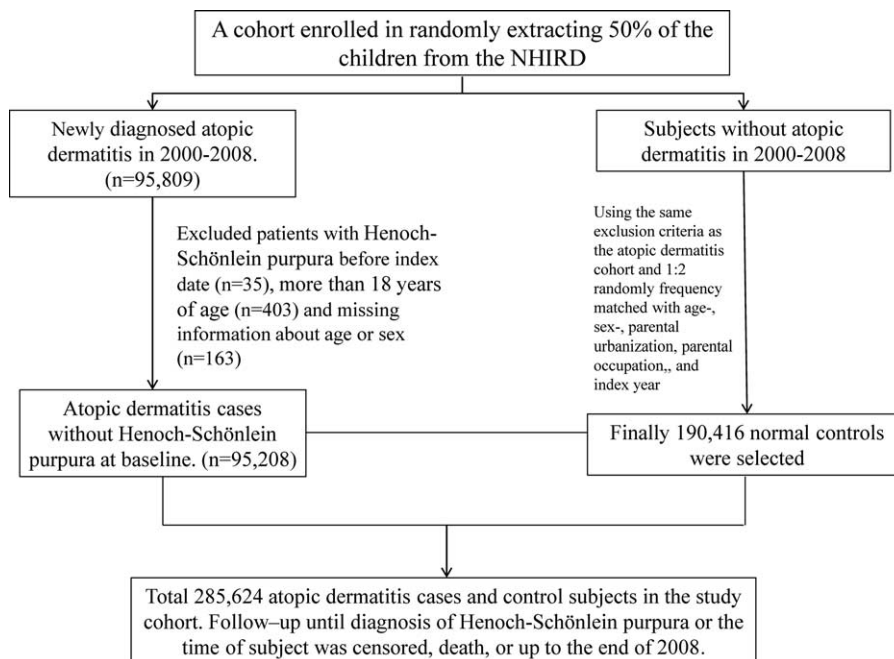 A cohort enrolled in randomly extracting 50% of the
children from the NHIRD
Newly diagnosed atopic
dermatitis in 2000-2008.
(n=95,809)
Subjects without atopic
dermatitis in 2000-2008
Excluded patients with Henoch-
Schönlein purpura before index
date (n=35), more than 18 years
of age (n=403) and missing
information about age or sex
(n=163)
Using the same
exclusion criteria as
the atopic dermatitis
cohort and 1:2
randomly frequency
matched with age-,
sex-, parental
urbanization, parental
occupation,, and
index year
Atopic dermatitis cases
without Henoch-Schönlein
purpura at baseline. (n=95,208)
Finally 190,416 normal controls
were selected
Total 285,624 atopic dermatitis cases and control subjects in the study
cohort. Follow–up until diagnosis of Henoch-Schönlein purpura or the
time of subject was censored, death, or up to the end of 2008.